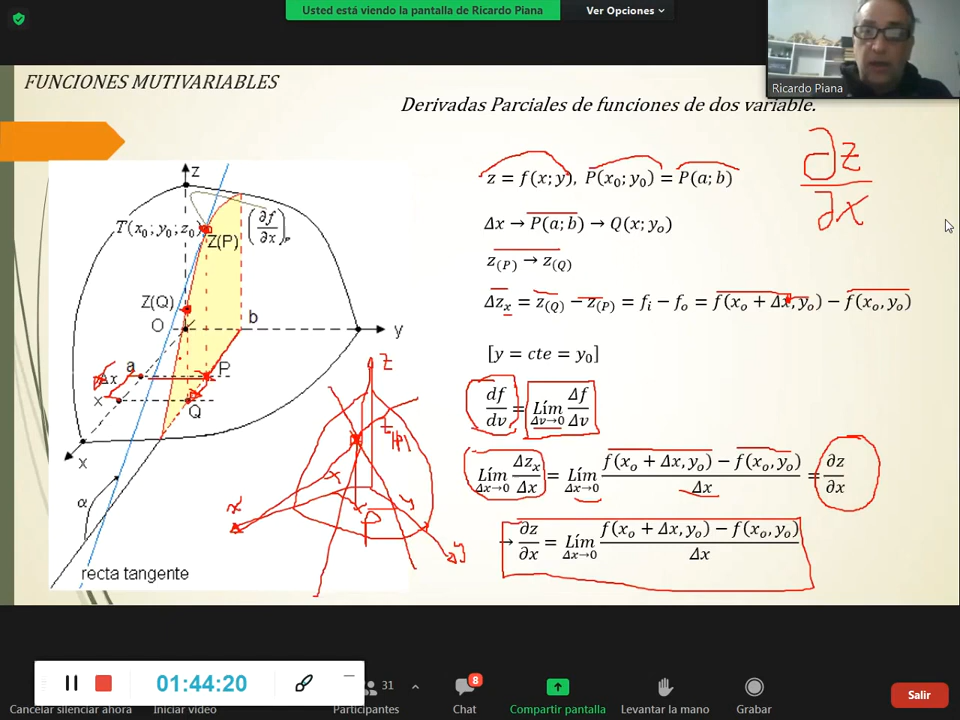 Usted está viendo la pantalla de Ricardo Piana
Ver Opciones
Ricardo Piana
FUNCIONES MUTIVARIABLES
Derivadas Parciales de funciones de dos variable.
z = f(x; y), P(x₀; y₀) = P(a; b)
∂z/∂x
Δx → P(a; b) → Q(x; yₒ)
z₍P₎ → z₍Q₎
Δzₓ = z₍Q₎ − z₍P₎ = fᵢ − fₒ = f(xₒ + Δx, yₒ) − f(xₒ, yₒ)
[y = cte = y₀]
df/dv = Lím Δv→0 Δf/Δv
Lím Δx→0 Δzₓ/Δx = Lím Δx→0 (f(xₒ + Δx, yₒ) − f(xₒ, yₒ))/Δx = ∂z/∂x
→ ∂z/∂x = Lím Δx→0 (f(xₒ + Δx, yₒ) − f(xₒ, yₒ))/Δx
z
T(x₀; y₀; z₀)
(∂f/∂x)P
Z(P)
Z(Q)
O
b
y
a
P
Δx
x
Q
x
α
recta tangente
z
x
y
x
P
y
01:44:20
31
8
Cancelar silenciar ahora
Iniciar video
Participantes
Chat
Compartir pantalla
Levantar la mano
Grabar
Salir